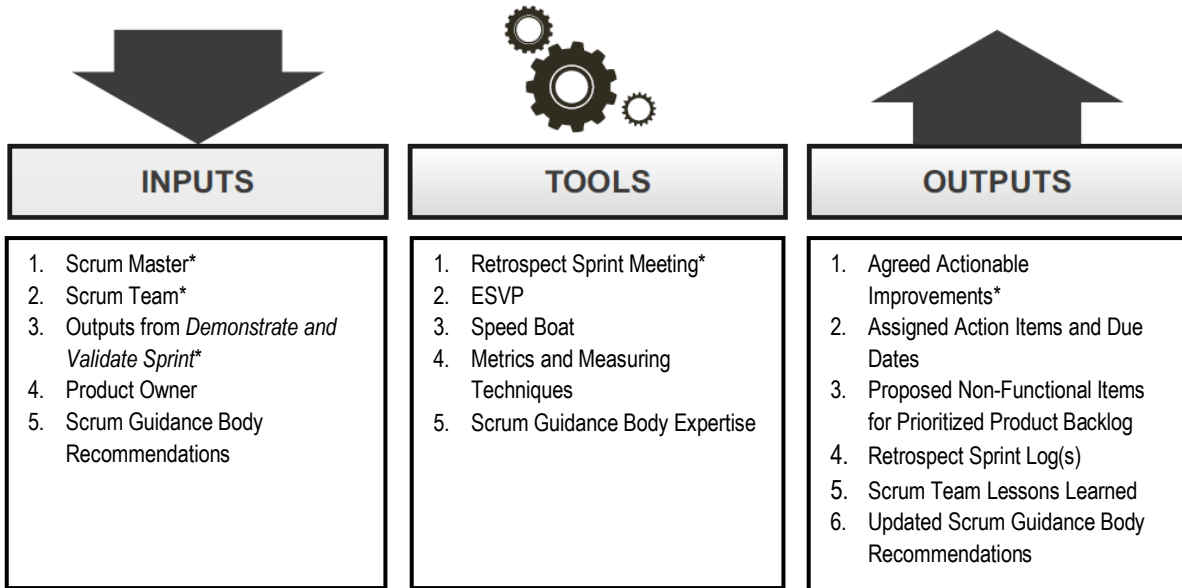 INPUTS
1. Scrum Master*
2. Scrum Team*
3. Outputs from Demonstrate and
Validate Sprint*
4. Product Owner
5. Scrum Guidance Body
Recommendations
TOOLS
1. Retrospect Sprint Meeting*
2. ESVP
3. Speed Boat
4. Metrics and Measuring
Techniques
5. Scrum Guidance Body Expertise
OUTPUTS
1. Agreed Actionable
Improvements*
2. Assigned Action Items and Due
Dates
3. Proposed Non-Functional Items
for Prioritized Product Backlog
4. Retrospect Sprint Log(s)
5. Scrum Team Lessons Learned
6. Updated Scrum Guidance Body
Recommendations